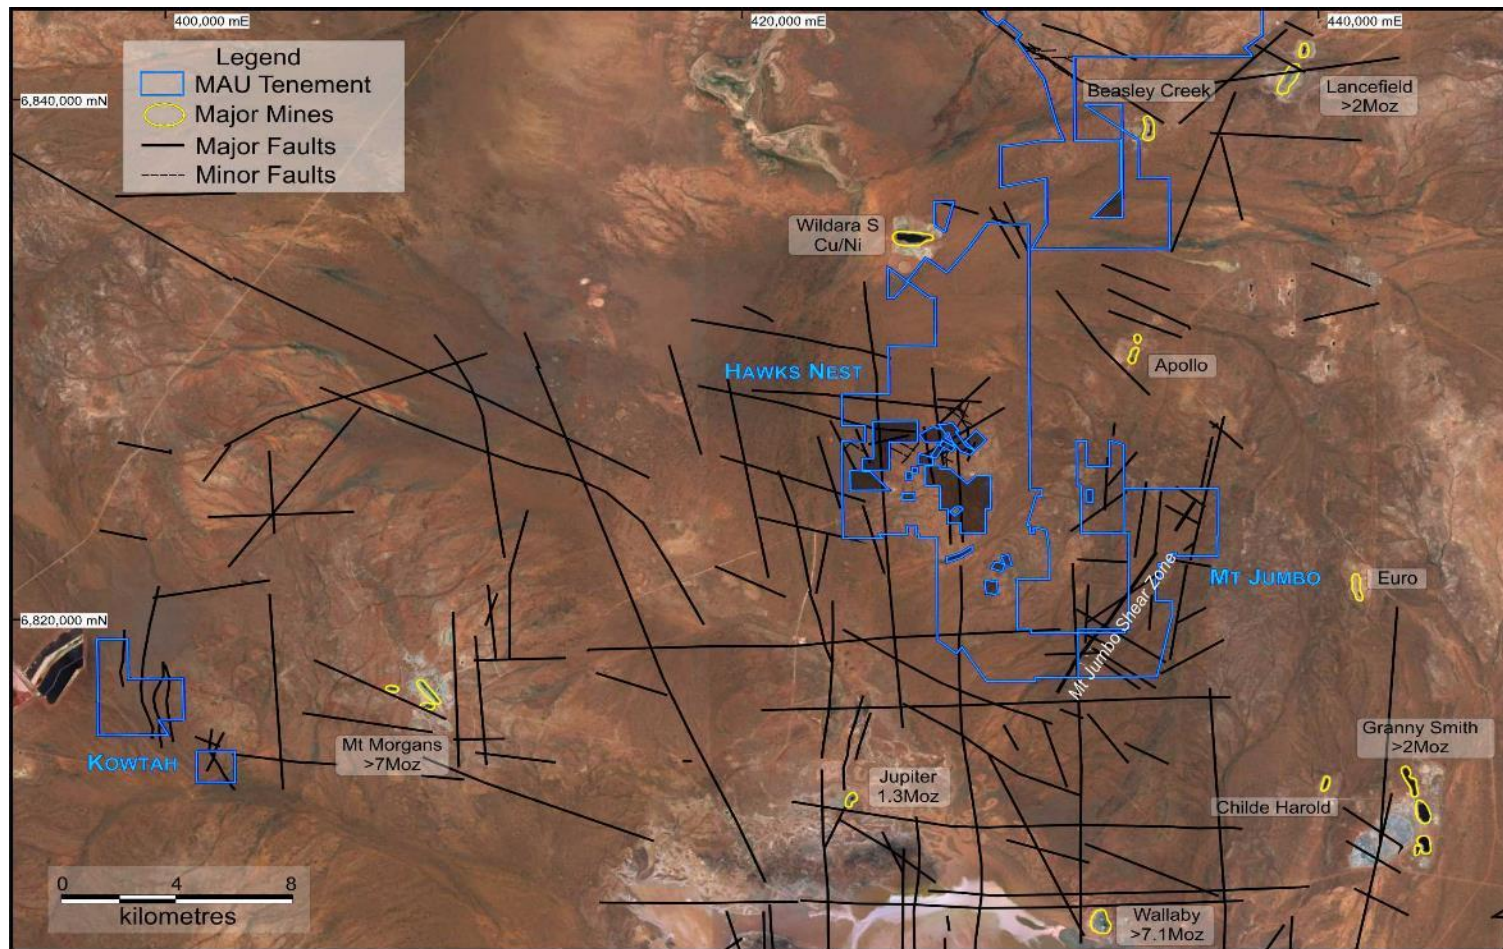 400,000 mE
420,000 mE
440,000 mE
Legend
MAU Tenement
Major Mines
Major Faults
Minor Faults
6,840,000 mN
Beasley Creek
Lancefield
>2Moz
Wildara S
Cu/Ni
HAWKS NEST
Apollo
MT JUMBO
Euro
Mt Jumbo Shear Zone
6,820,000 mN
KOWTAH
Mt Morgans
>7Moz
Jupiter
1.3Moz
Granny Smith
>2Moz
Childe Harold
Wallaby
>7.1Moz
0 4 8
kilometres